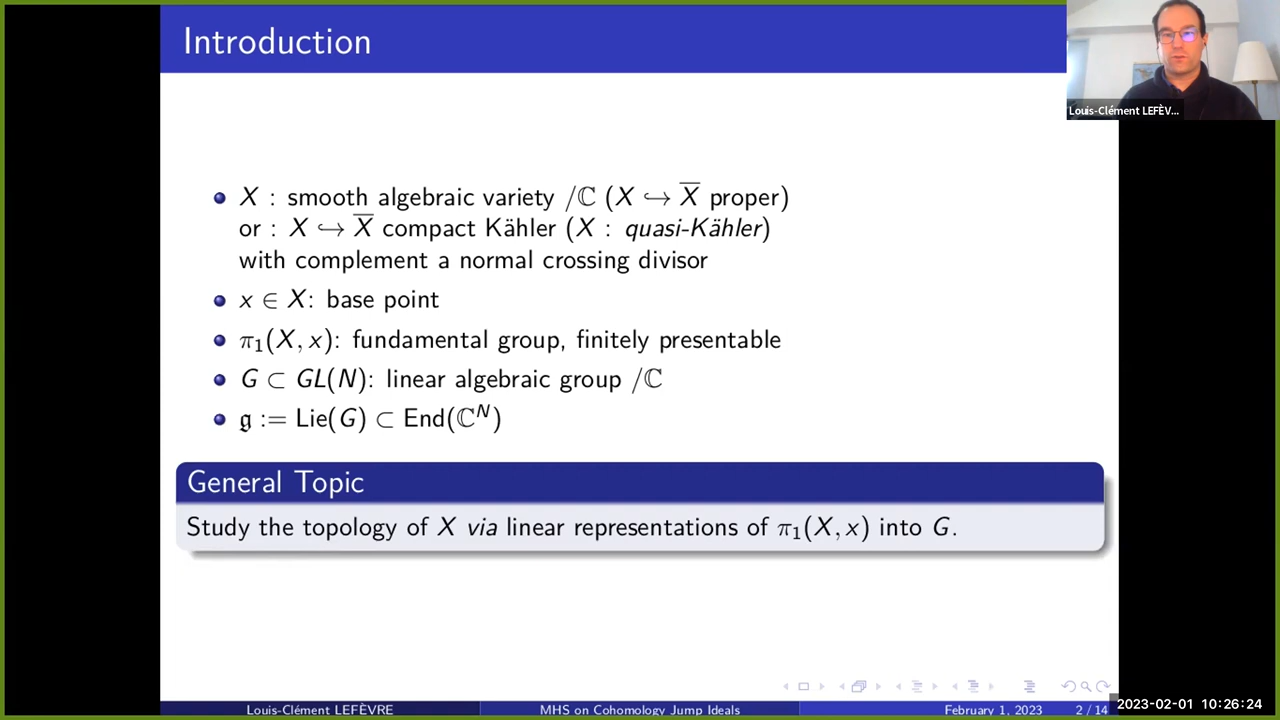 Introduction
Louis-Clément LEFÈV...
X : smooth algebraic variety /ℂ (X ↪ X̅ proper)
or : X ↪ X̅ compact Kähler (X : quasi-Kähler)
with complement a normal crossing divisor
x ∈ X: base point
π₁(X, x): fundamental group, finitely presentable
G ⊂ GL(N): linear algebraic group /ℂ
𝔤 := Lie(G) ⊂ End(ℂᴺ)
General Topic
Study the topology of X via linear representations of π₁(X, x) into G.
Louis-Clément LEFÈVRE MHS on Cohomology Jump Ideals February 1, 2023 2 / 14
2023-02-01 10:26:24